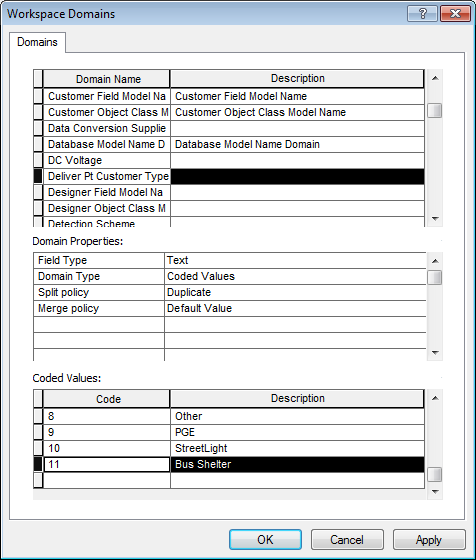 Workspace Domains
Domains
Domain Name Description
Customer Field Model Na Customer Field Model Name
Customer Object Class M Customer Object Class Model Name
Data Conversion Supplie
Database Model Name D Database Model Name Domain
DC Voltage
Deliver Pt Customer Type
Designer Field Model Na
Designer Object Class M
Detection Scheme
Domain Properties:
Field Type Text
Domain Type Coded Values
Split policy Duplicate
Merge policy Default Value
Coded Values:
Code Description
8 Other
9 PGE
10 StreetLight
11 Bus Shelter
OK Cancel Apply